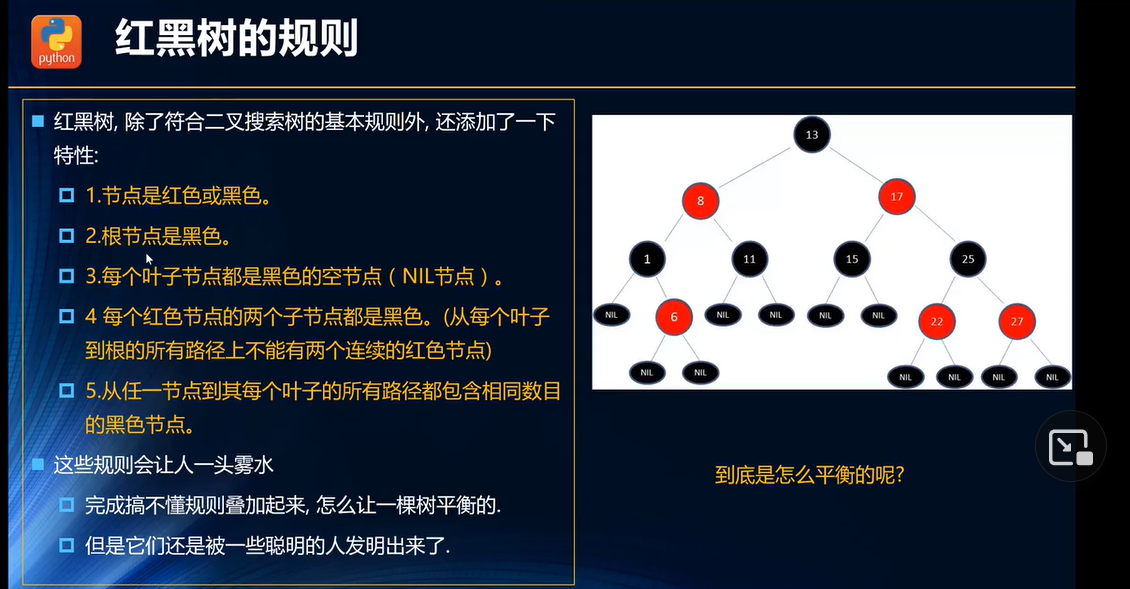 python
红黑树的规则
红黑树, 除了符合二叉搜索树的基本规则外, 还添加了一下
特性:
1.节点是红色或黑色。
2.根节点是黑色。
3.每个叶子节点都是黑色的空节点（NIL节点）。
4 每个红色节点的两个子节点都是黑色。(从每个叶子
到根的所有路径上不能有两个连续的红色节点)
5.从任一节点到其每个叶子的所有路径都包含相同数目
的黑色节点。
这些规则会让人一头雾水
完成搞不懂规则叠加起来, 怎么让一棵树平衡的.
但是它们还是被一些聪明的人发明出来了.
13
8 17
1 11 15 25
NIL 6 NIL NIL NIL NIL 22 27
NIL NIL NIL NIL NIL NIL
到底是怎么平衡的呢?